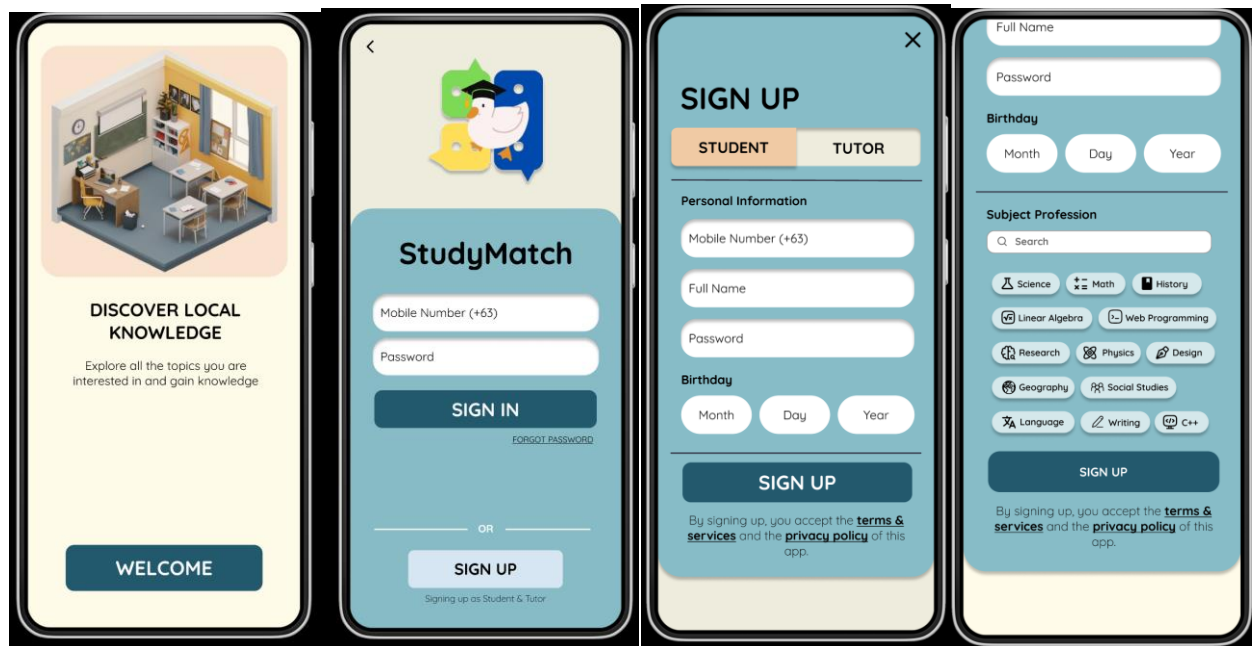 DISCOVER LOCAL
KNOWLEDGE
Explore all the topics you are
interested in and gain knowledge
WELCOME
StudyMatch
Mobile Number (+63)
Password
SIGN IN
FORGOT PASSWORD
OR
SIGN UP
Signing up as Student & Tutor
SIGN UP
STUDENT TUTOR
Personal Information
Mobile Number (+63)
Full Name
Password
Birthday
Month Day Year
SIGN UP
By signing up, you accept the terms &
services and the privacy policy of this
app.
Full Name
Password
Birthday
Month Day Year
Subject Profession
Search
Science Math History
Linear Algebra Web Programming
Research Physics Design
Geography Social Studies
Language Writing C++
SIGN UP
By signing up, you accept the terms &
services and the privacy policy of this
app.